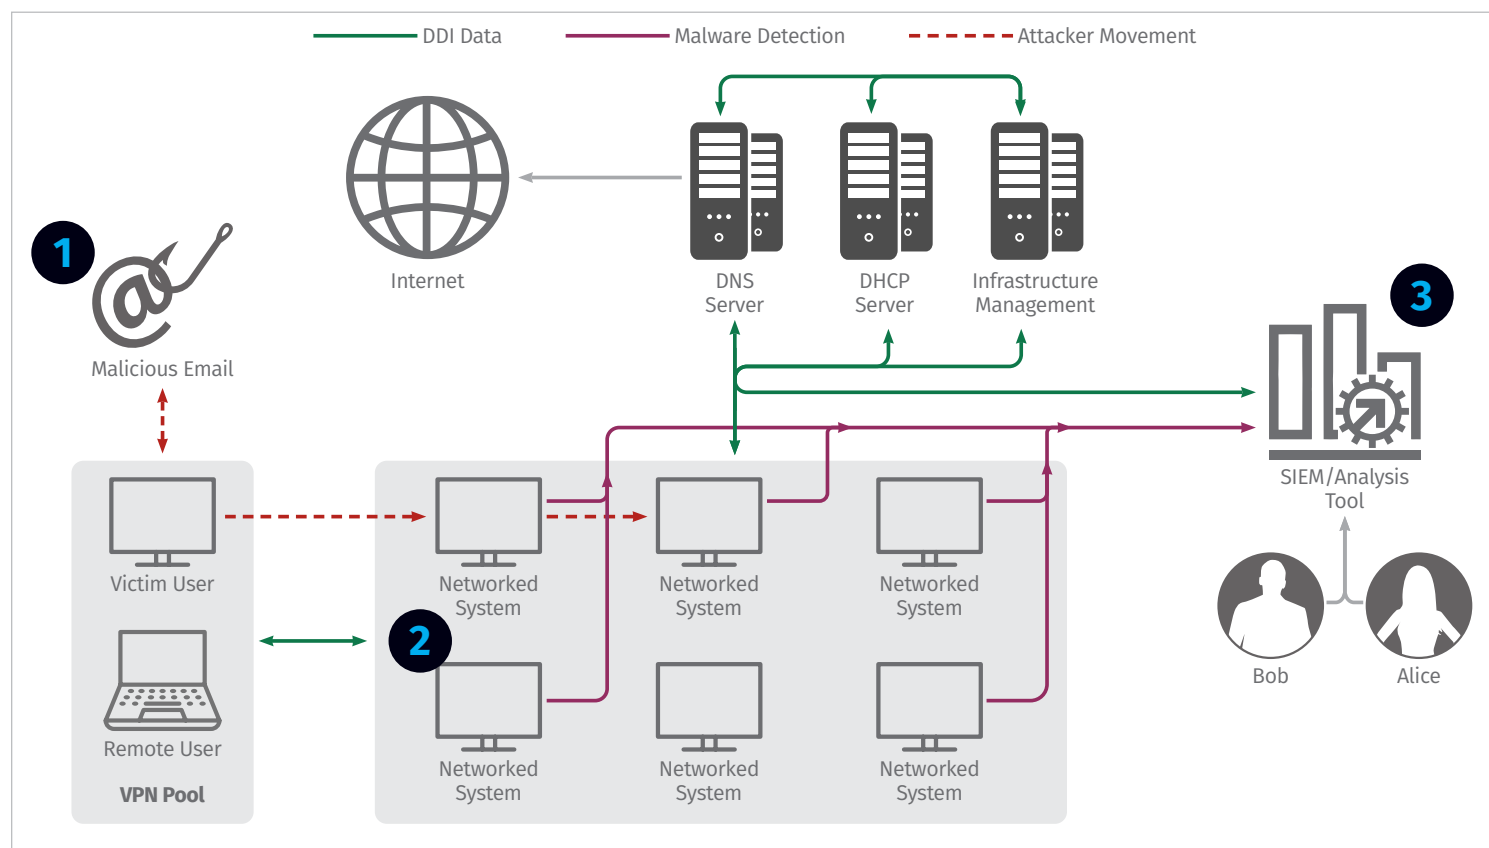 DDI Data
Malware Detection
Attacker Movement
1
Internet
DNS
Server
DHCP
Server
Infrastructure
Management
3
Malicious Email
SIEM/Analysis
Tool
Victim User
Networked
System
Networked
System
Networked
System
2
Remote User
VPN Pool
Networked
System
Networked
System
Networked
System
Bob
Alice